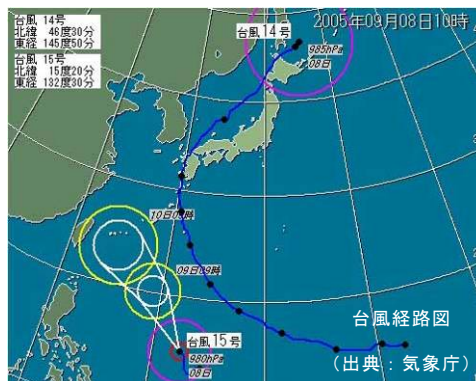 台風 14号
北緯 46度30分
東経 145度50分
台風 15号
北緯 15度20分
東経 132度30分
2005年09月08日10時
台風14号
985hPa
08日
10日09時
09日09時
台風15号
980hPa
08日
台風経路図
（出典：気象庁）